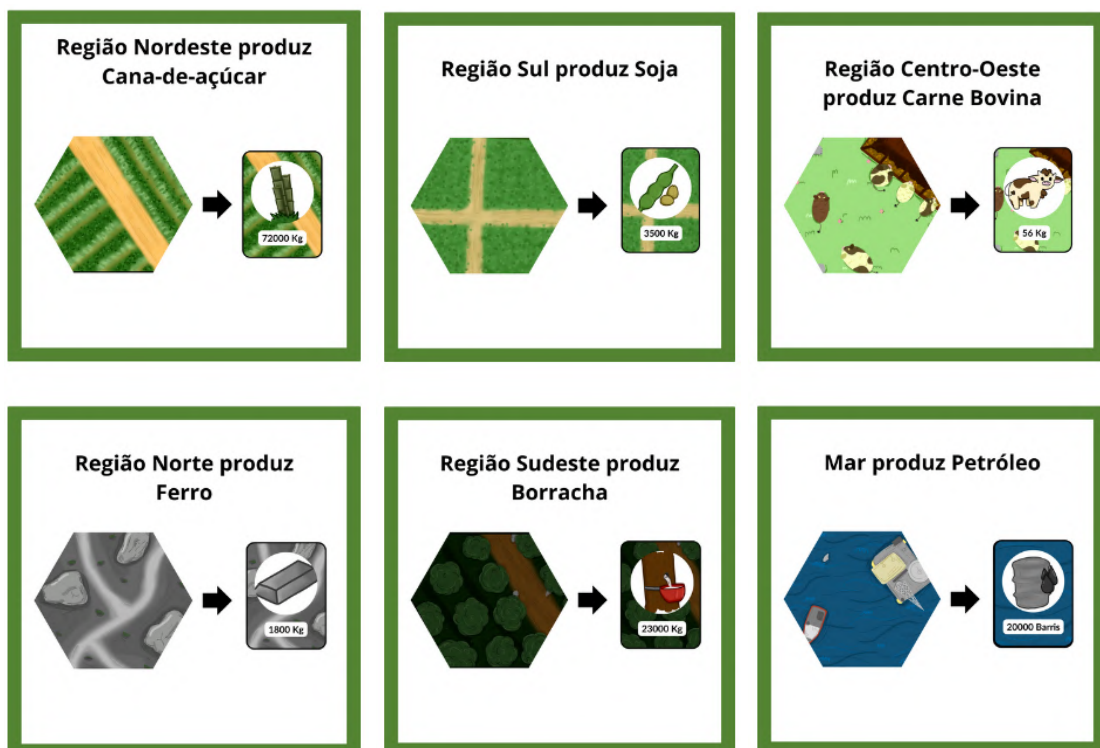 Região Nordeste produz
Cana-de-açúcar
72000 Kg
Região Sul produz Soja
3500 Kg
Região Centro-Oeste
produz Carne Bovina
56 Kg
Região Norte produz
Ferro
1800 Kg
Região Sudeste produz
Borracha
23000 Kg
Mar produz Petróleo
20000 Barris